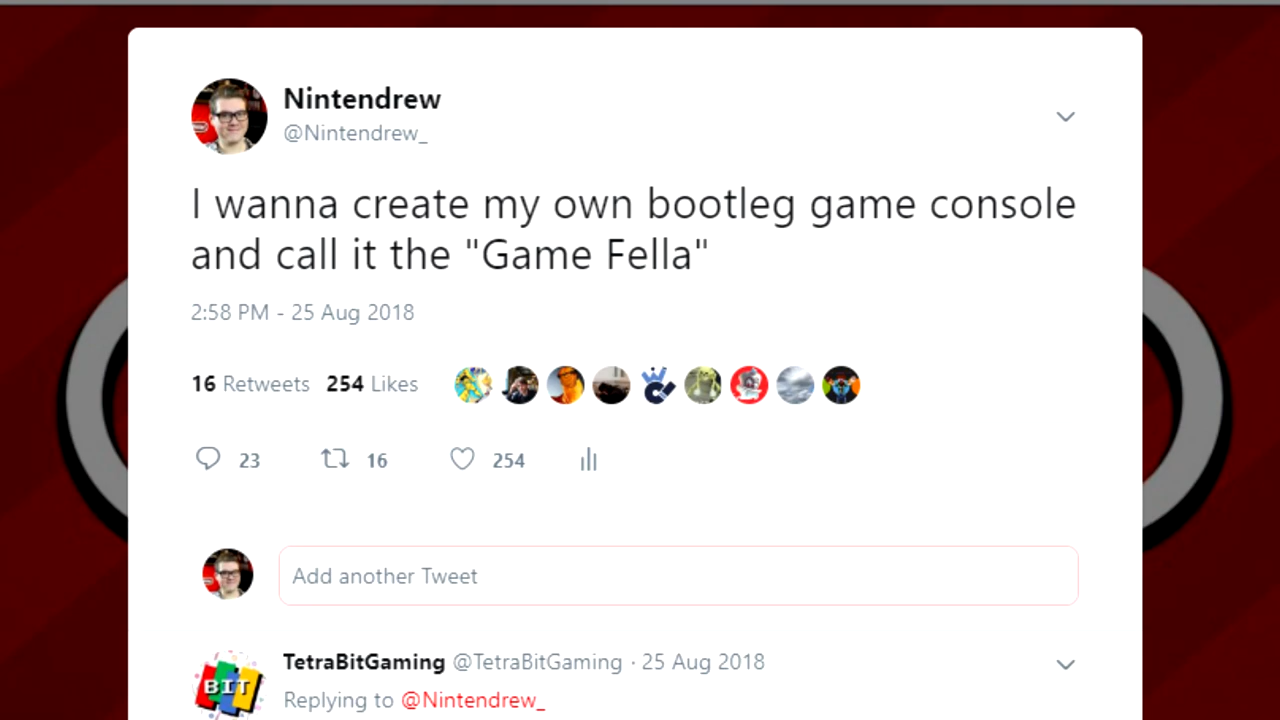 Nintendrew
@Nintendrew_
I wanna create my own bootleg game console
and call it the "Game Fella"
2:58 PM - 25 Aug 2018
16 Retweets 254 Likes
23 16 254
Add another Tweet
TetraBitGaming @TetraBitGaming · 25 Aug 2018
BIT
Replying to @Nintendrew_